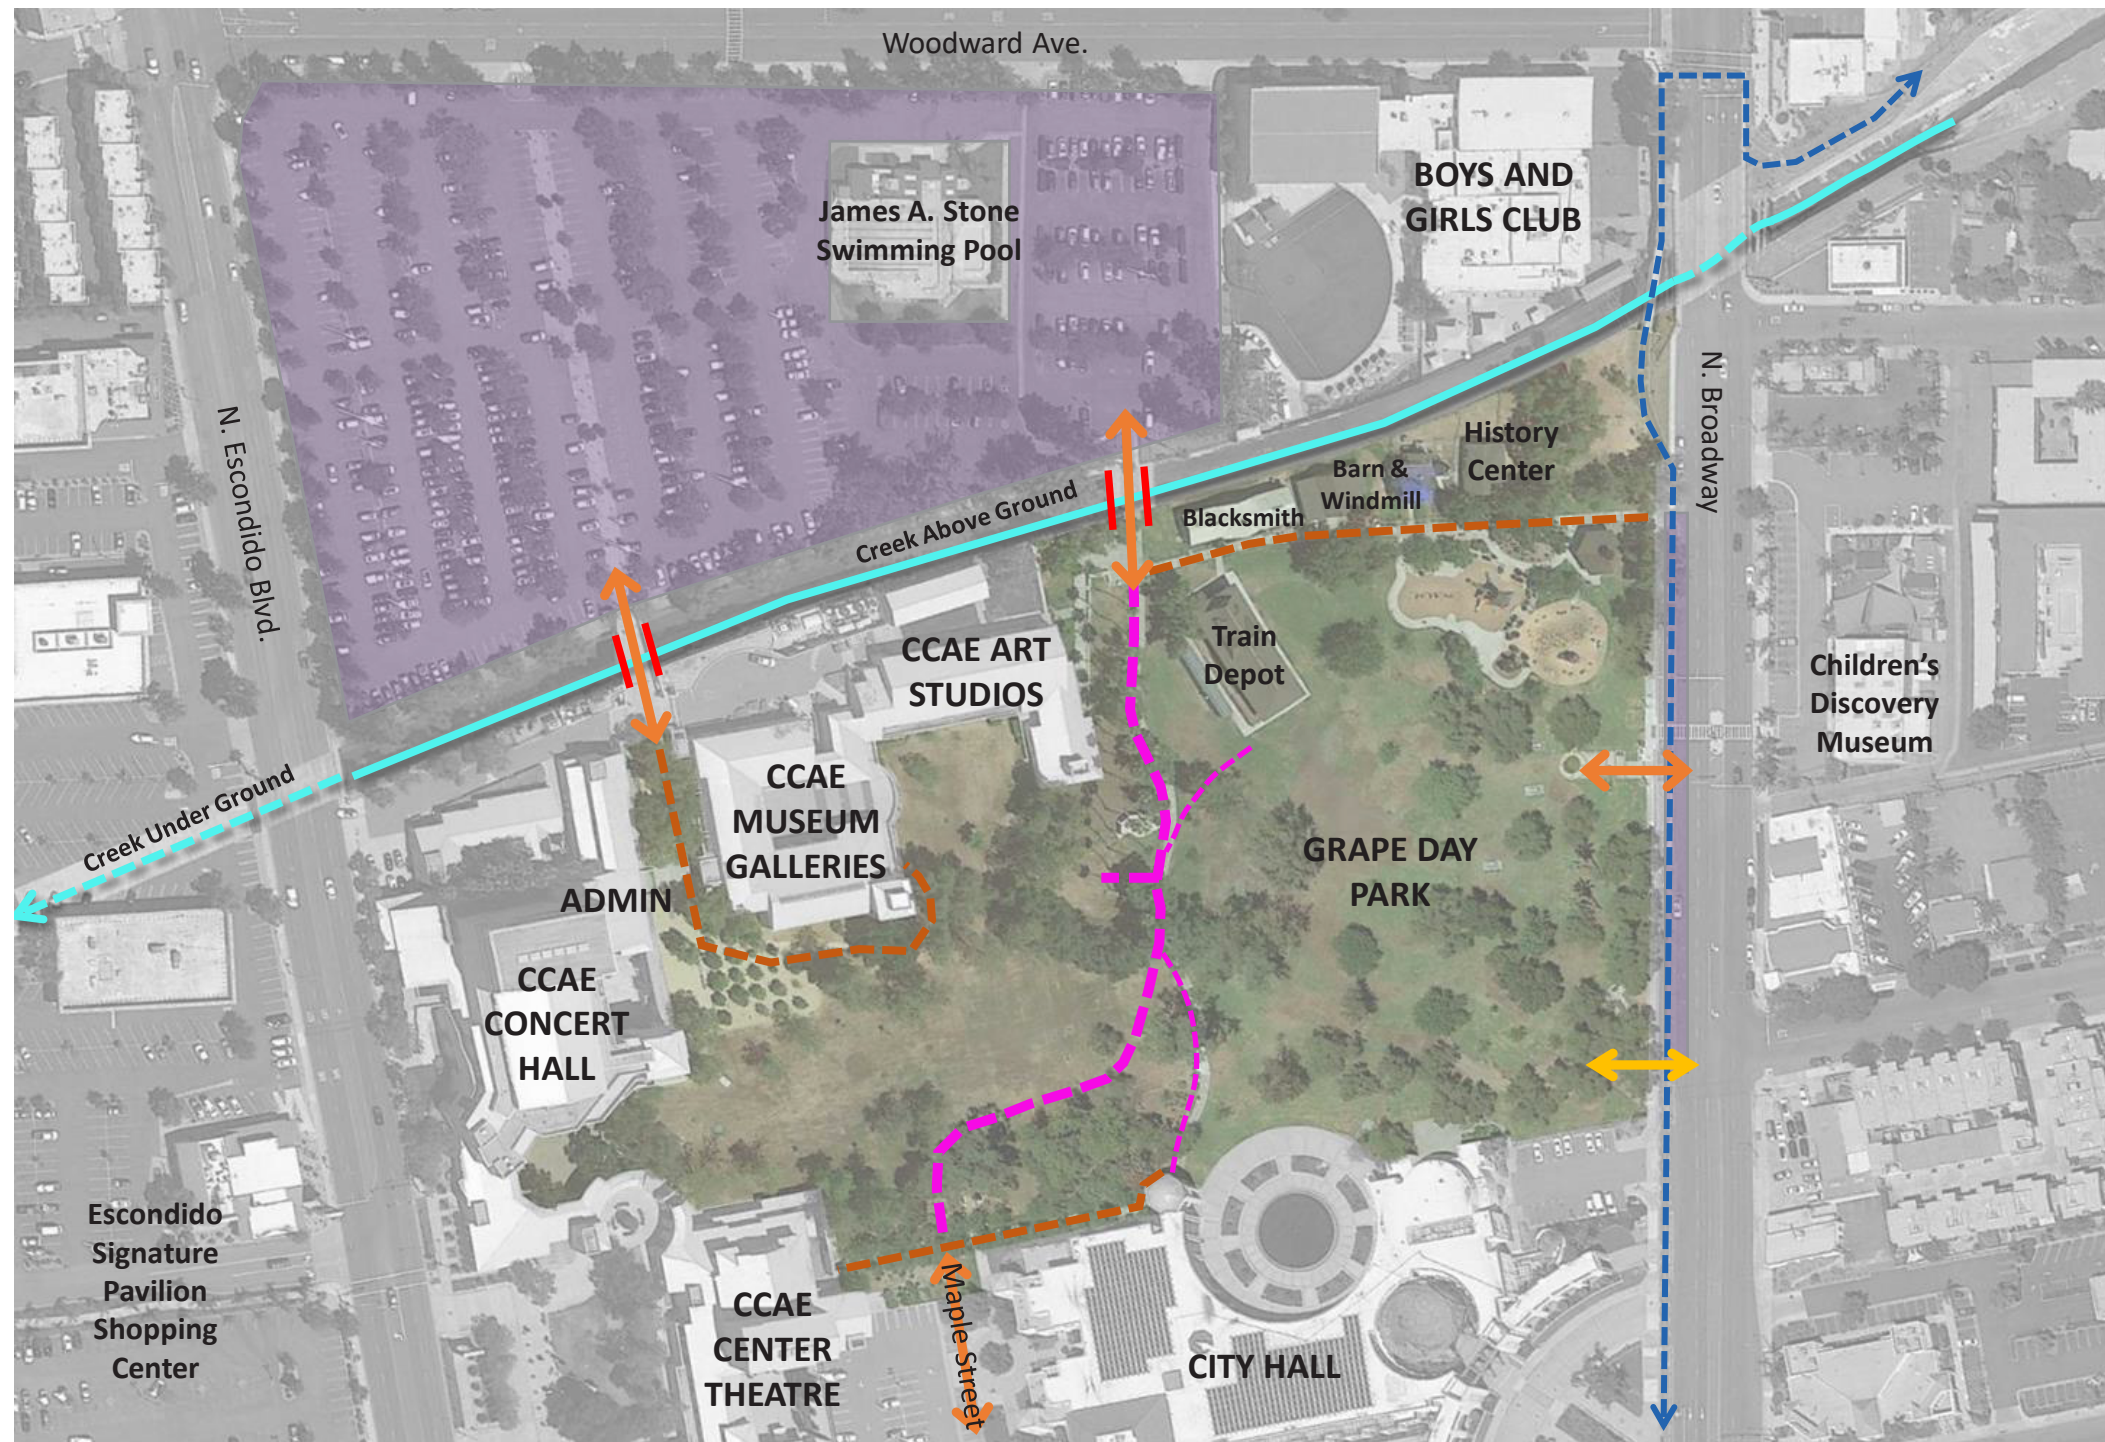 Woodward Ave.
BOYS AND
GIRLS CLUB
James A. Stone
Swimming Pool
N. Escondido Blvd.
N. Broadway
History
Center
Barn &
Windmill
Blacksmith
Creek Above Ground
Train
Depot
CCAE ART
STUDIOS
Children's
Discovery
Museum
CCAE
MUSEUM
GALLERIES
Creek Under Ground
GRAPE DAY
PARK
ADMIN
CCAE
CONCERT
HALL
Escondido
Signature
Pavilion
Shopping
Center
CCAE
CENTER
THEATRE
Maple Street
CITY HALL